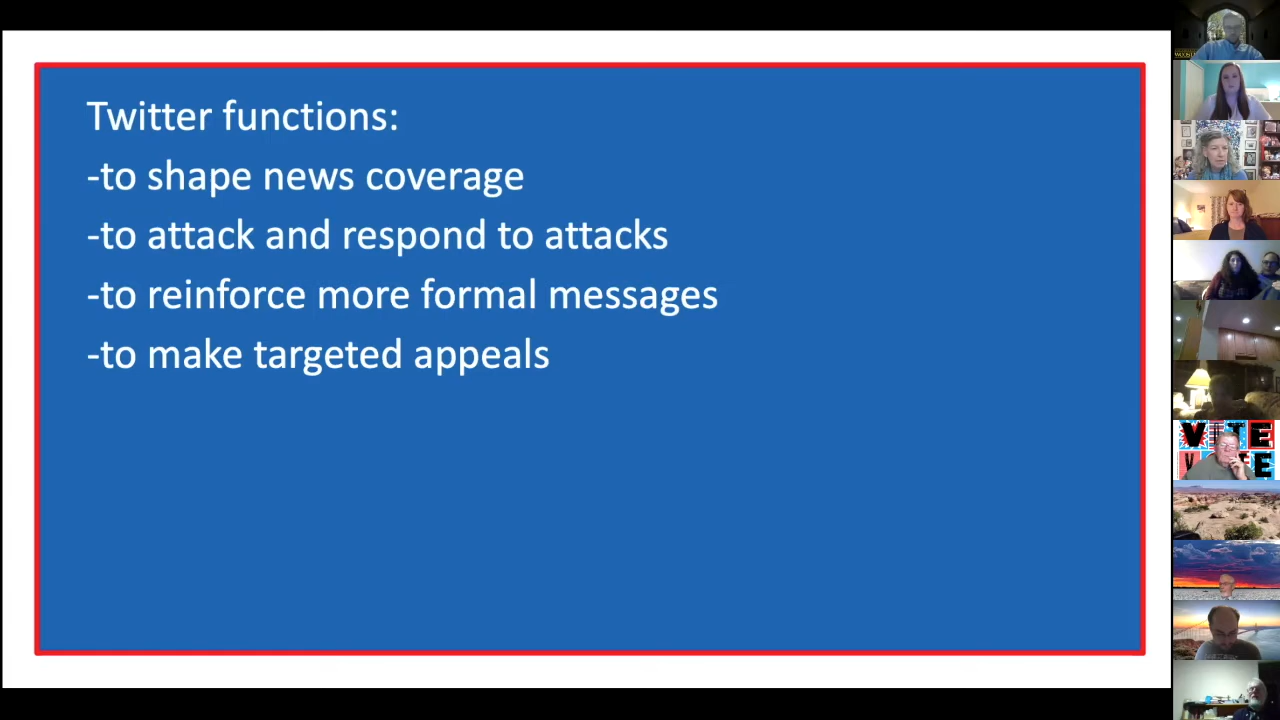 Twitter functions:
-to shape news coverage
-to attack and respond to attacks
-to reinforce more formal messages
-to make targeted appeals